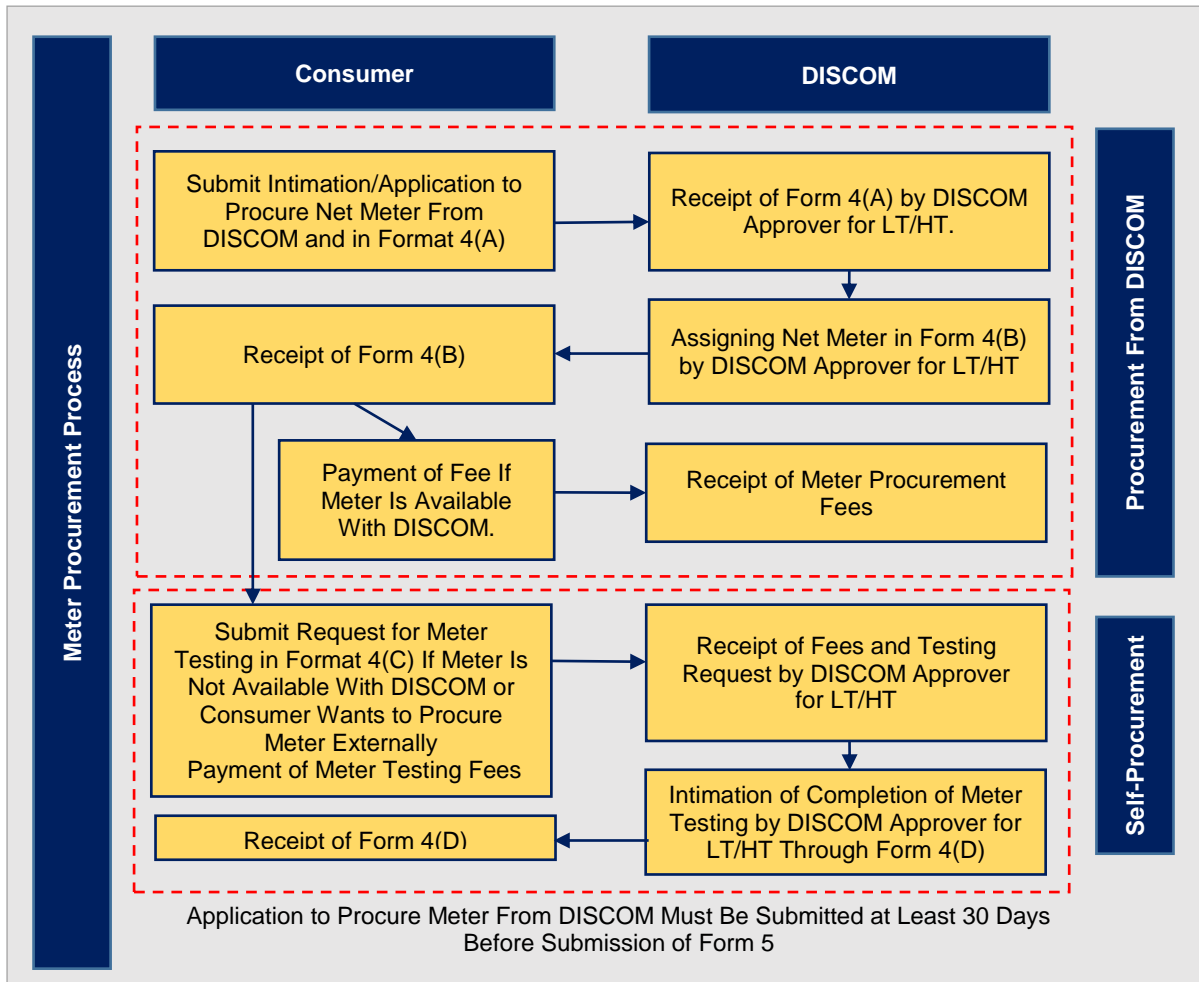 Consumer
DISCOM
Meter Procurement Process
Submit Intimation/Application to
Procure Net Meter From
DISCOM and in Format 4(A)
Receipt of Form 4(A) by DISCOM
Approver for LT/HT.
Receipt of Form 4(B)
Assigning Net Meter in Form 4(B)
by DISCOM Approver for LT/HT
Payment of Fee If
Meter Is Available
With DISCOM.
Receipt of Meter Procurement
Fees
Procurement From DISCOM
Submit Request for Meter
Testing in Format 4(C) If Meter Is
Not Available With DISCOM or
Consumer Wants to Procure
Meter Externally
Payment of Meter Testing Fees
Receipt of Fees and Testing
Request by DISCOM Approver
for LT/HT
Intimation of Completion of Meter
Testing by DISCOM Approver for
LT/HT Through Form 4(D)
Receipt of Form 4(D)
Self-Procurement
Application to Procure Meter From DISCOM Must Be Submitted at Least 30 Days
Before Submission of Form 5